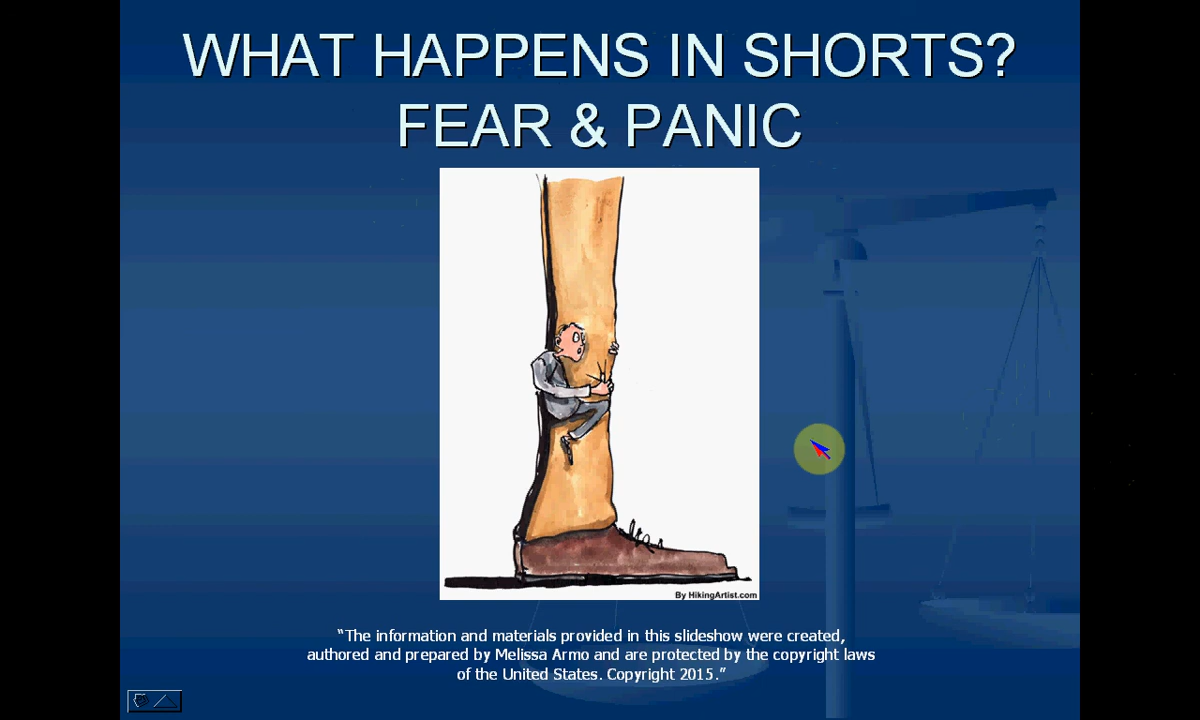 WHAT HAPPENS IN SHORTS?
FEAR & PANIC
By HikingArtist.com
“The information and materials provided in this slideshow were created,
authored and prepared by Melissa Armo and are protected by the copyright laws
of the United States. Copyright 2015.”